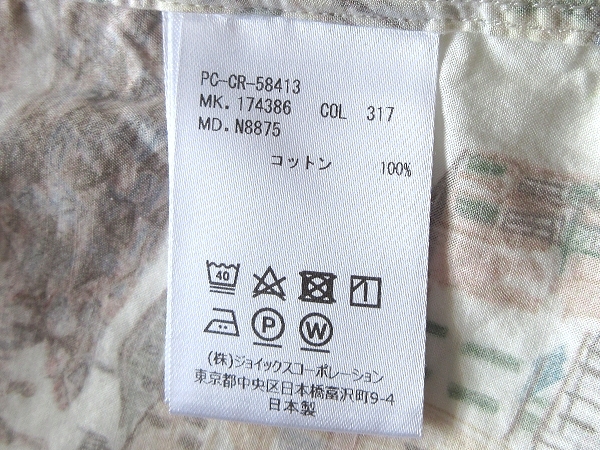 PC-CR-58413
MK. 174386 COL 317
MD. N8875
コットン 100%
40
P W
(株)ジョイックスコーポレーション
東京都中央区日本橋富沢町9-4
日本製